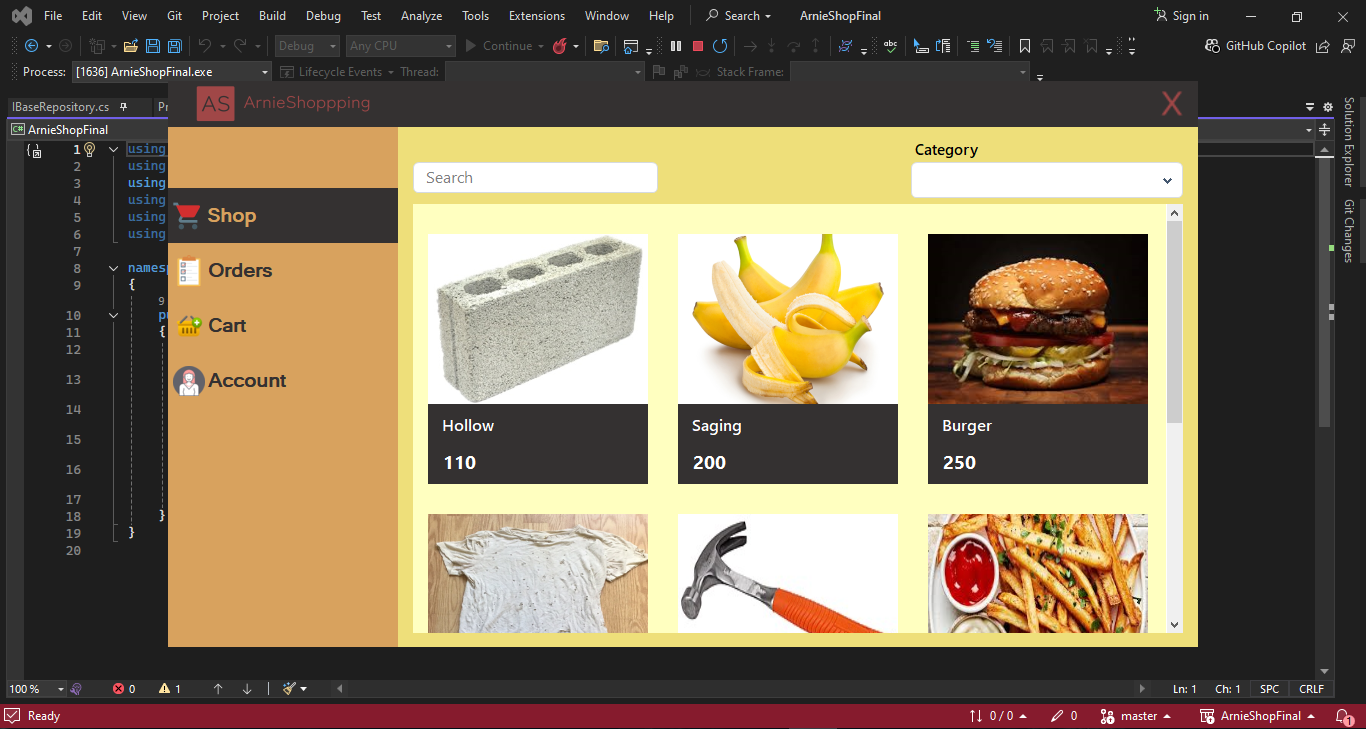 File Edit View Git Project Build Debug Test Analyze Tools Extensions Window Help Search ArnieShopFinal Sign in
Debug Any CPU Continue GitHub Copilot
Process: [1636] ArnieShopFinal.exe Lifecycle Events Thread: Stack Frame:
AS ArnieShoppping X
IBaseRepository.cs Pr
C# ArnieShopFinal
Solution Explorer
Git Changes
1 using
2 using
3 using
4 using
5 using
6 using
7
8 namesp
9 {
9
10 pu
11 {
12
13
14
15
16
17
18 }
19 }
20
Shop
Orders
Cart
Account
Category
Search
Hollow
110
Saging
200
Burger
250
100 % 0 1 Ln: 1 Ch: 1 SPC CRLF
Ready 0 / 0 0 master ArnieShopFinal 1